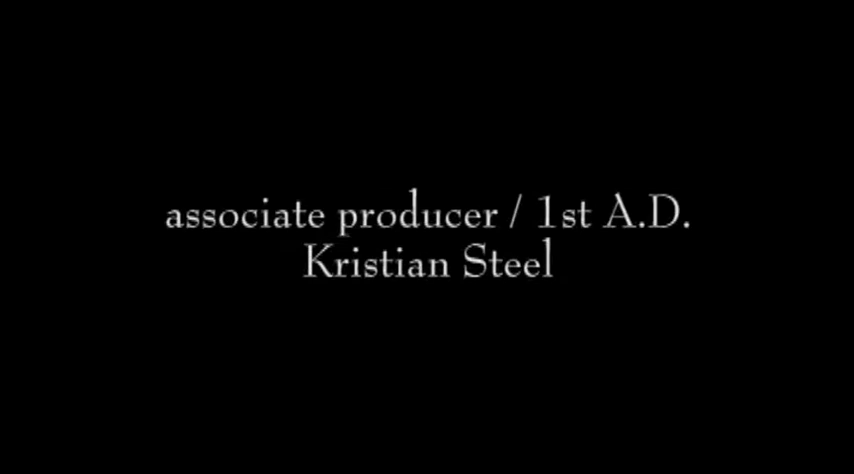 associate producer / 1st A.D.
Kristian Steel